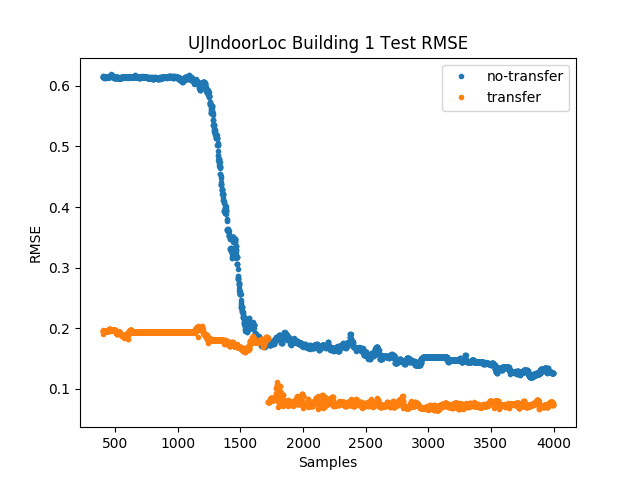 UJIndoorLoc Building 1 Test RMSE
no-transfer
transfer
RMSE
0.6
0.5
0.4
0.3
0.2
0.1
500 1000 1500 2000 2500 3000 3500 4000
Samples